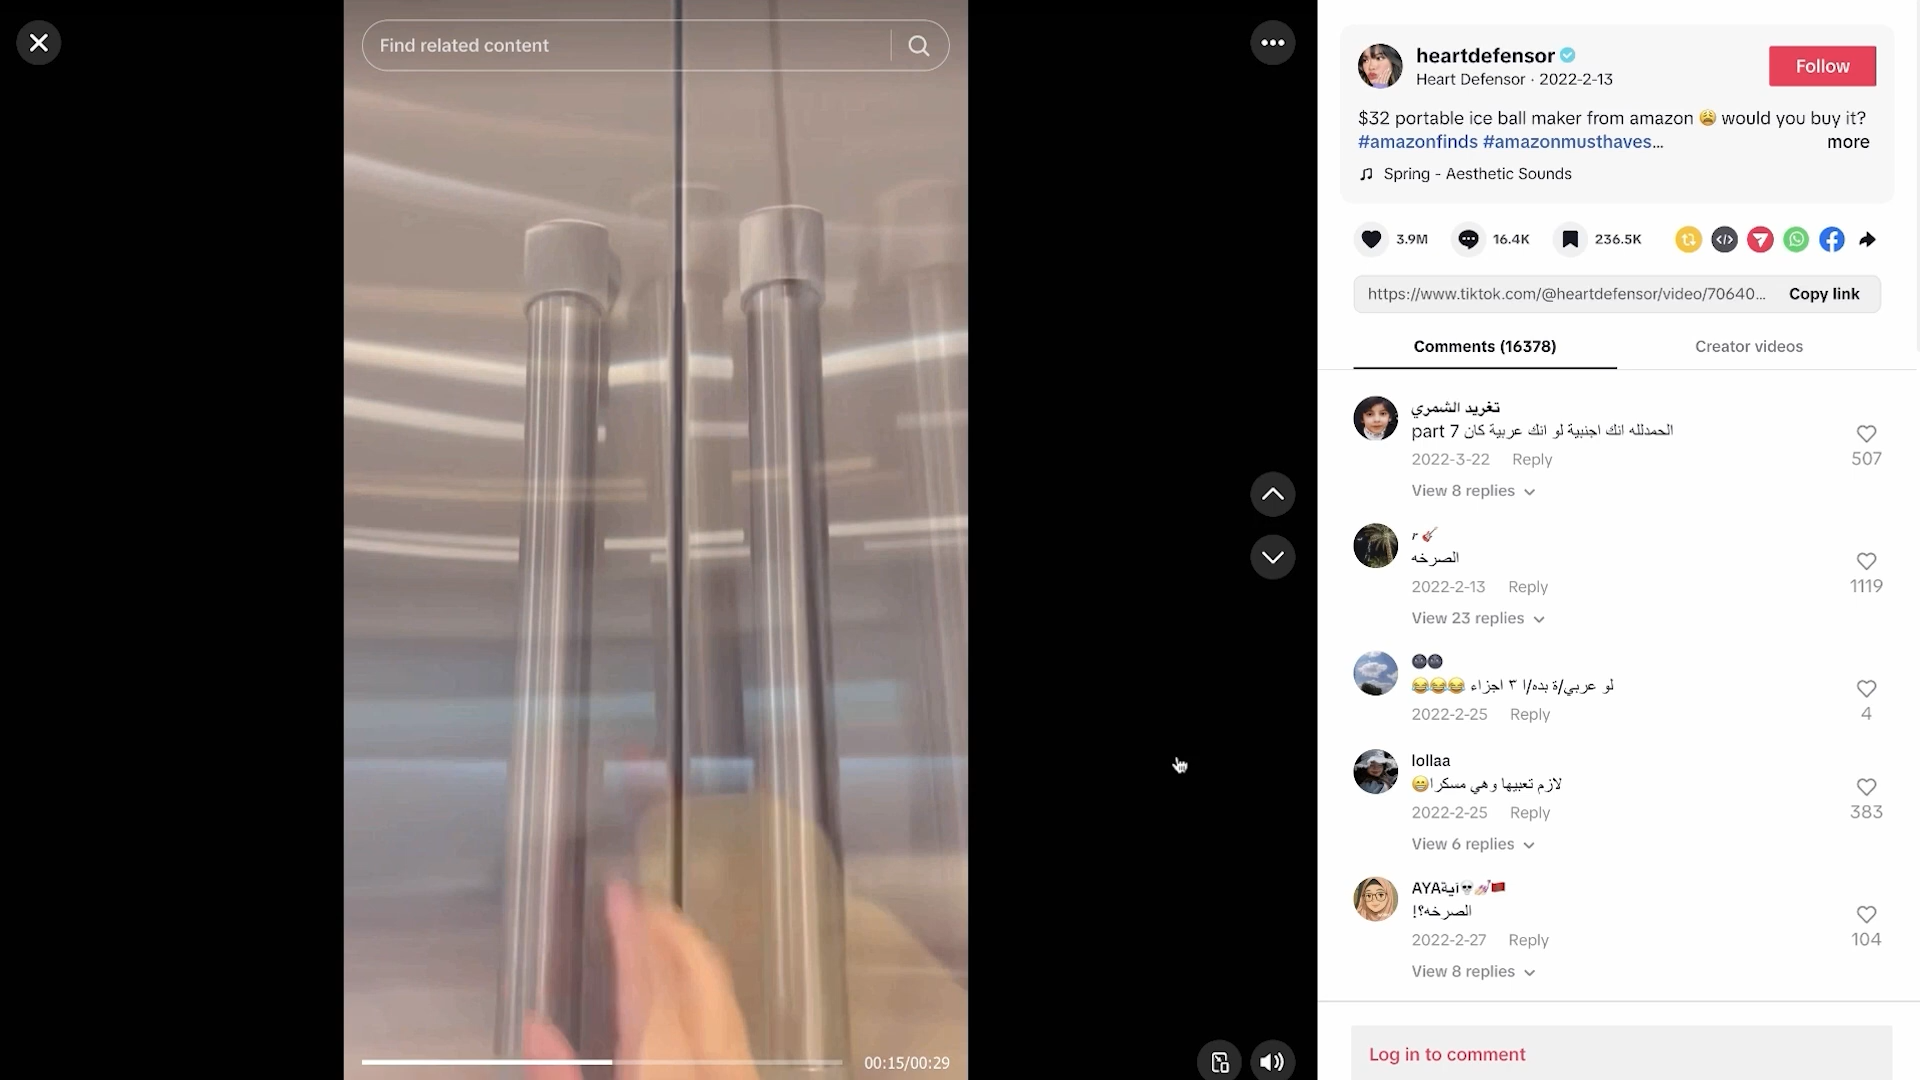 Find related content
00:15/00:29
heartdefensor
Heart Defensor · 2022-2-13
Follow
$32 portable ice ball maker from amazon 😩 would you buy it?
#amazonfinds #amazonmusthaves...
more
Spring - Aesthetic Sounds
3.9M
16.4K
236.5K
https://www.tiktok.com/@heartdefensor/video/70640...
Copy link
Comments (16378)
Creator videos
تغريد الشمري
الحمدلله انك اجنبية لو انك عربية كان part 7
2022-3-22 Reply
507
View 8 replies
r 🎸
الصرخه
2022-2-13 Reply
1119
View 23 replies
🌚🌚
لو عربي/ة بده/ا ٣ اجزاء 😂😂😂
2022-2-25 Reply
4
lollaa
لازم تعبيها وهي مسكرا😁
2022-2-25 Reply
383
View 6 replies
AYAآية💀💅🏻🇲🇦
الصرخه؟!
2022-2-27 Reply
104
View 8 replies
Log in to comment